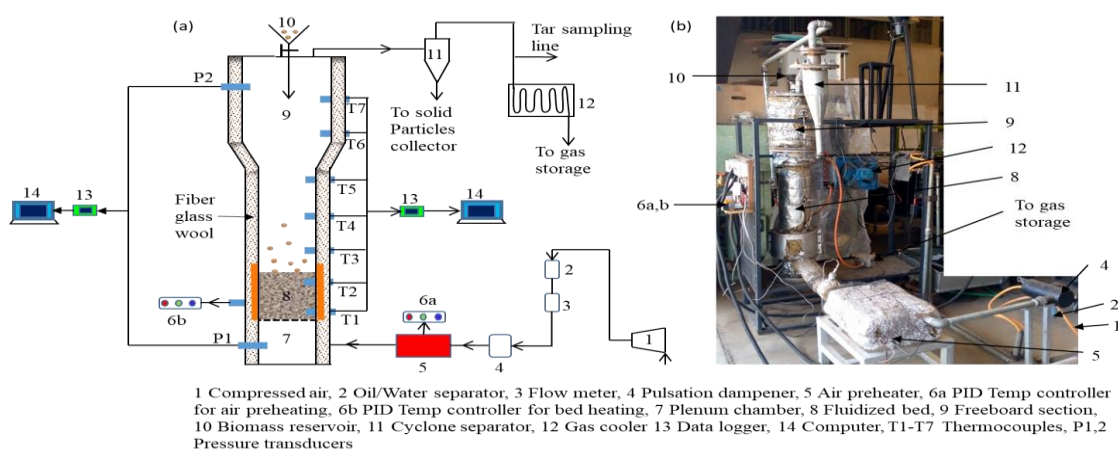 (a)
10
P2
11
Tar sampling
line
T7
9
To solid
Particles
collector
12
T6
To gas
storage
14
13
Fiber
glass
wool
T5
13
14
T4
T3
8
T2
6b
T1
6a
2
3
P1
7
5
4
1
(b)
10
11
9
12
8
6a,b
To gas
storage
4
2
1
5
1 Compressed air, 2 Oil/Water separator, 3 Flow meter, 4 Pulsation dampener, 5 Air preheater, 6a PID Temp controller
for air preheating, 6b PID Temp controller for bed heating, 7 Plenum chamber, 8 Fluidized bed, 9 Freeboard section,
10 Biomass reservoir, 11 Cyclone separator, 12 Gas cooler 13 Data logger, 14 Computer, T1-T7 Thermocouples, P1,2
Pressure transducers